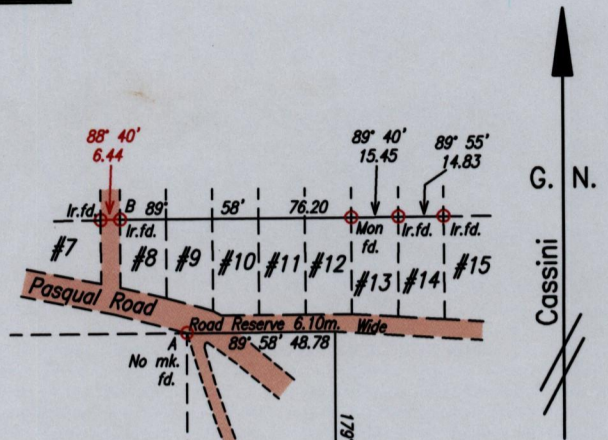 88° 40'
6.44
89° 40'
15.45
89° 55'
14.83
G. N.
Ir.fd.
B
89° 58' 76.20
Ir.fd.
Mon
fd.
Ir.fd.
Ir.fd.
#7
#8
#9
#10
#11
#12
#13
#14
#15
Cassini
Pasqual Road
Road Reserve 6.10m. Wide
89° 58' 48.78
A
No mk.
fd.
179°